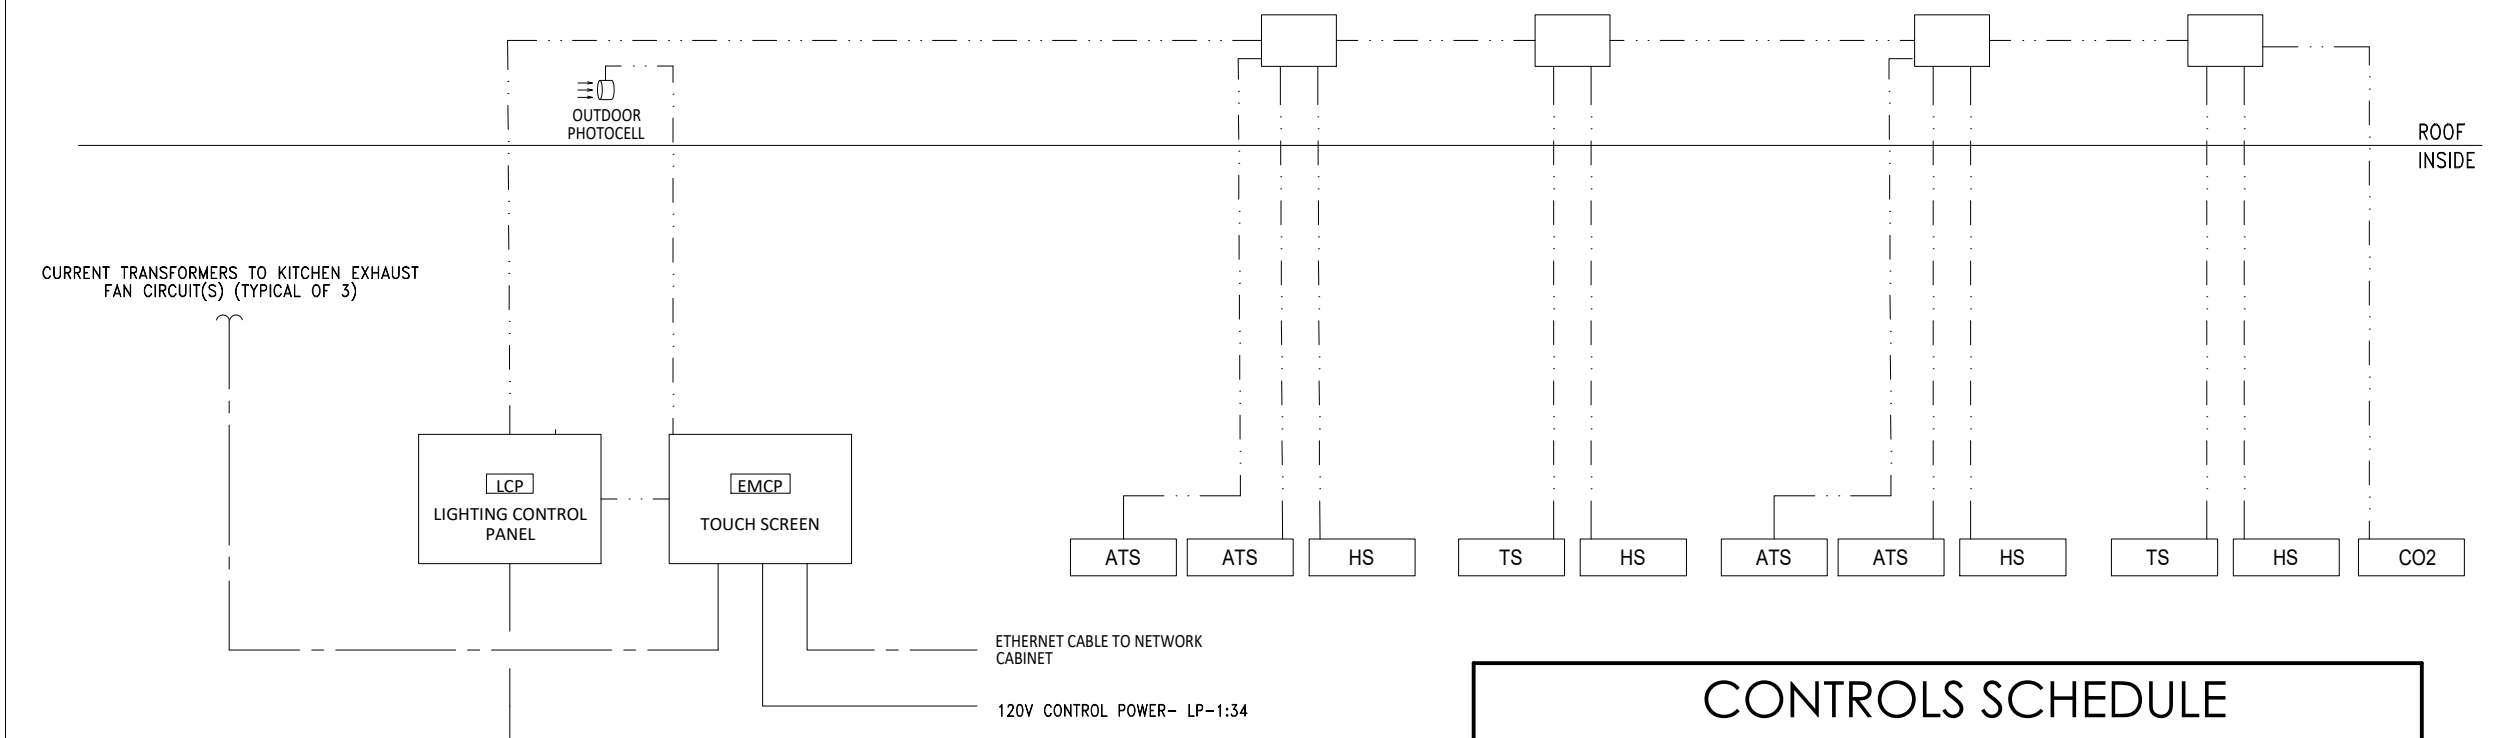 OUTDOOR
PHOTOCELL
ROOF
INSIDE
CURRENT TRANSFORMERS TO KITCHEN EXHAUST
FAN CIRCUIT(S) (TYPICAL OF 3)
LCP
LIGHTING CONTROL
PANEL
EMCP
TOUCH SCREEN
ATS
ATS
HS
TS
HS
ATS
ATS
HS
TS
HS
CO2
ETHERNET CABLE TO NETWORK
CABINET
120V CONTROL POWER- LP-1:34
CONTROLS SCHEDULE